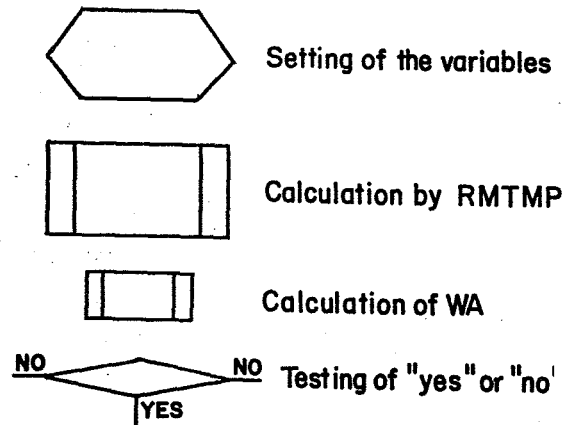 Setting of the variables
Calculation by RMTMP
Calculation of WA
NO NO Testing of "yes" or "no'
YES